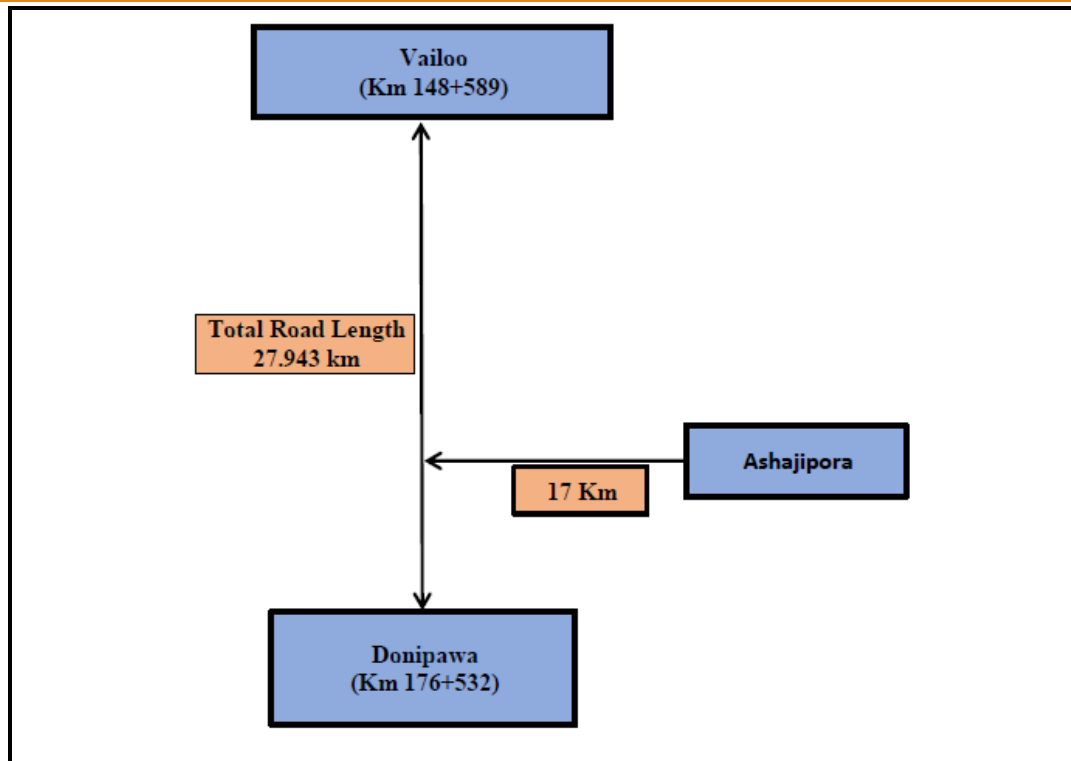 Vailoo
(Km 148+589)
Total Road Length
27.943 km
Ashajipora
17 Km
Donipawa
(Km 176+532)